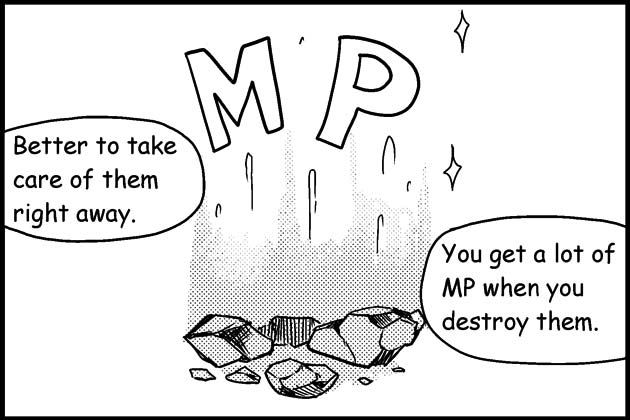 MP
Better to take
care of them
right away.
You get a lot of
MP when you
destroy them.